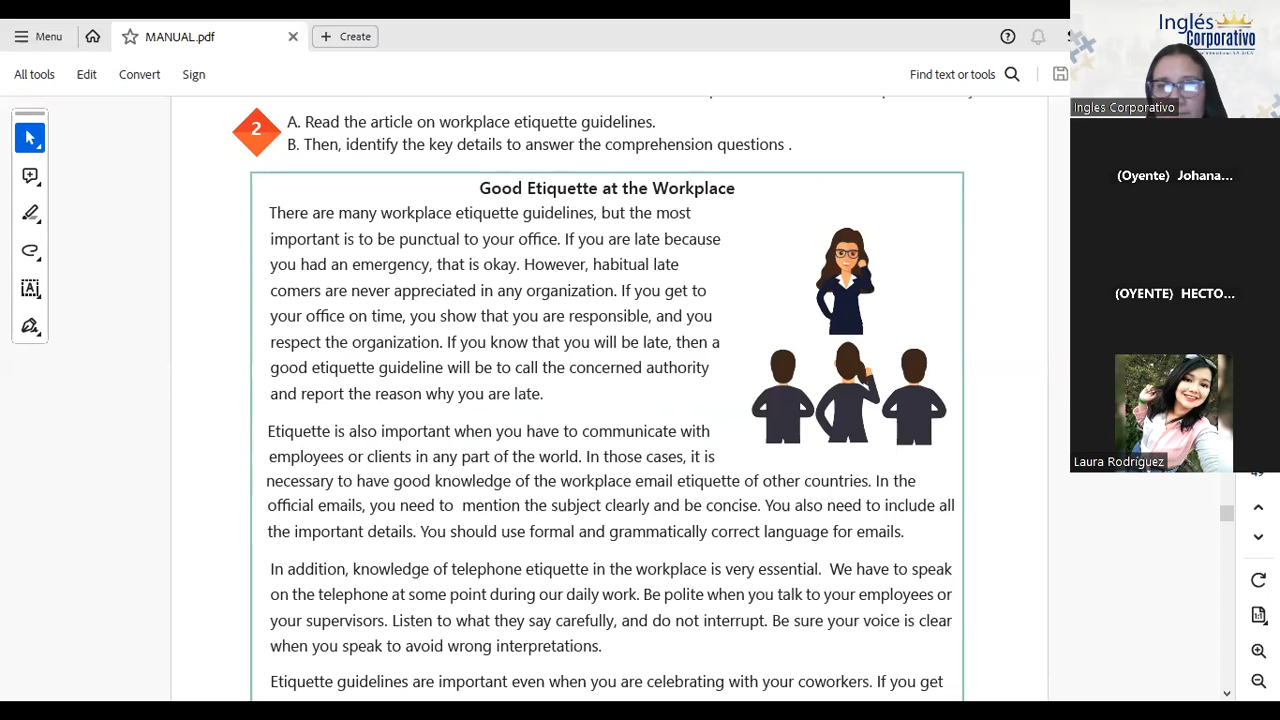 Menu
MANUAL.pdf
Create
All tools
Edit
Convert
Sign
Find text or tools
2
A. Read the article on workplace etiquette guidelines.
B. Then, identify the key details to answer the comprehension questions .
Good Etiquette at the Workplace
There are many workplace etiquette guidelines, but the most
important is to be punctual to your office. If you are late because
you had an emergency, that is okay. However, habitual late
comers are never appreciated in any organization. If you get to
your office on time, you show that you are responsible, and you
respect the organization. If you know that you will be late, then a
good etiquette guideline will be to call the concerned authority
and report the reason why you are late.
Etiquette is also important when you have to communicate with
employees or clients in any part of the world. In those cases, it is
necessary to have good knowledge of the workplace email etiquette of other countries. In the
official emails, you need to mention the subject clearly and be concise. You also need to include all
the important details. You should use formal and grammatically correct language for emails.
In addition, knowledge of telephone etiquette in the workplace is very essential. We have to speak
on the telephone at some point during our daily work. Be polite when you talk to your employees or
your supervisors. Listen to what they say carefully, and do not interrupt. Be sure your voice is clear
when you speak to avoid wrong interpretations.
Etiquette guidelines are important even when you are celebrating with your coworkers. If you get
Inglés
Corporativo
Ingles Corporativo
(Oyente) Johana...
(OYENTE) HECTO...
Laura Rodríguez